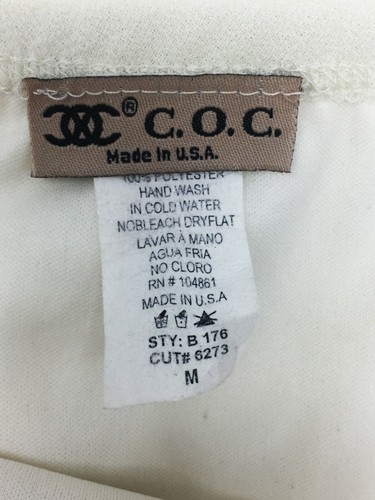 ® C. O. C.
Made in U.S.A.
100% POLYESTER
HAND WASH
IN COLD WATER
NOBLEACH DRYFLAT
LAVAR À MANO
AGUA FRIA
NO CLORO
RN # 104861
MADE IN U.S.A
STY: B 176
CUT# 6273
M